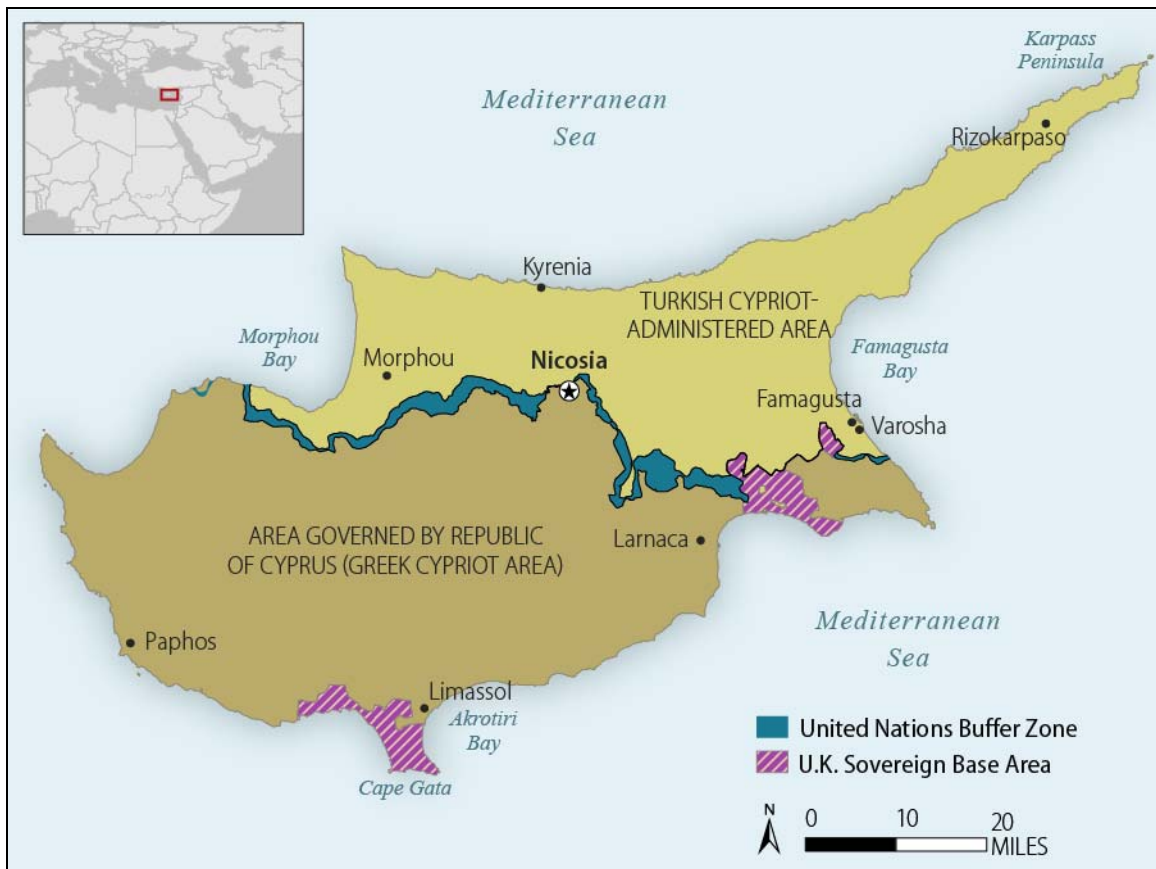 Karpass
Peninsula
Mediterranean
Sea
Rizokarpaso
Kyrenia
TURKISH CYPRIOT-
ADMINISTERED AREA
Morphou
Bay
Famagusta
Bay
Morphou
Nicosia
Famagusta
Varosha
AREA GOVERNED BY REPUBLIC
OF CYPRUS (GREEK CYPRIOT AREA)
Larnaca
Paphos
Mediterranean
Sea
Limassol
Akrotiri
Bay
Cape Gata
United Nations Buffer Zone
U.K. Sovereign Base Area
N
0 10 20
MILES